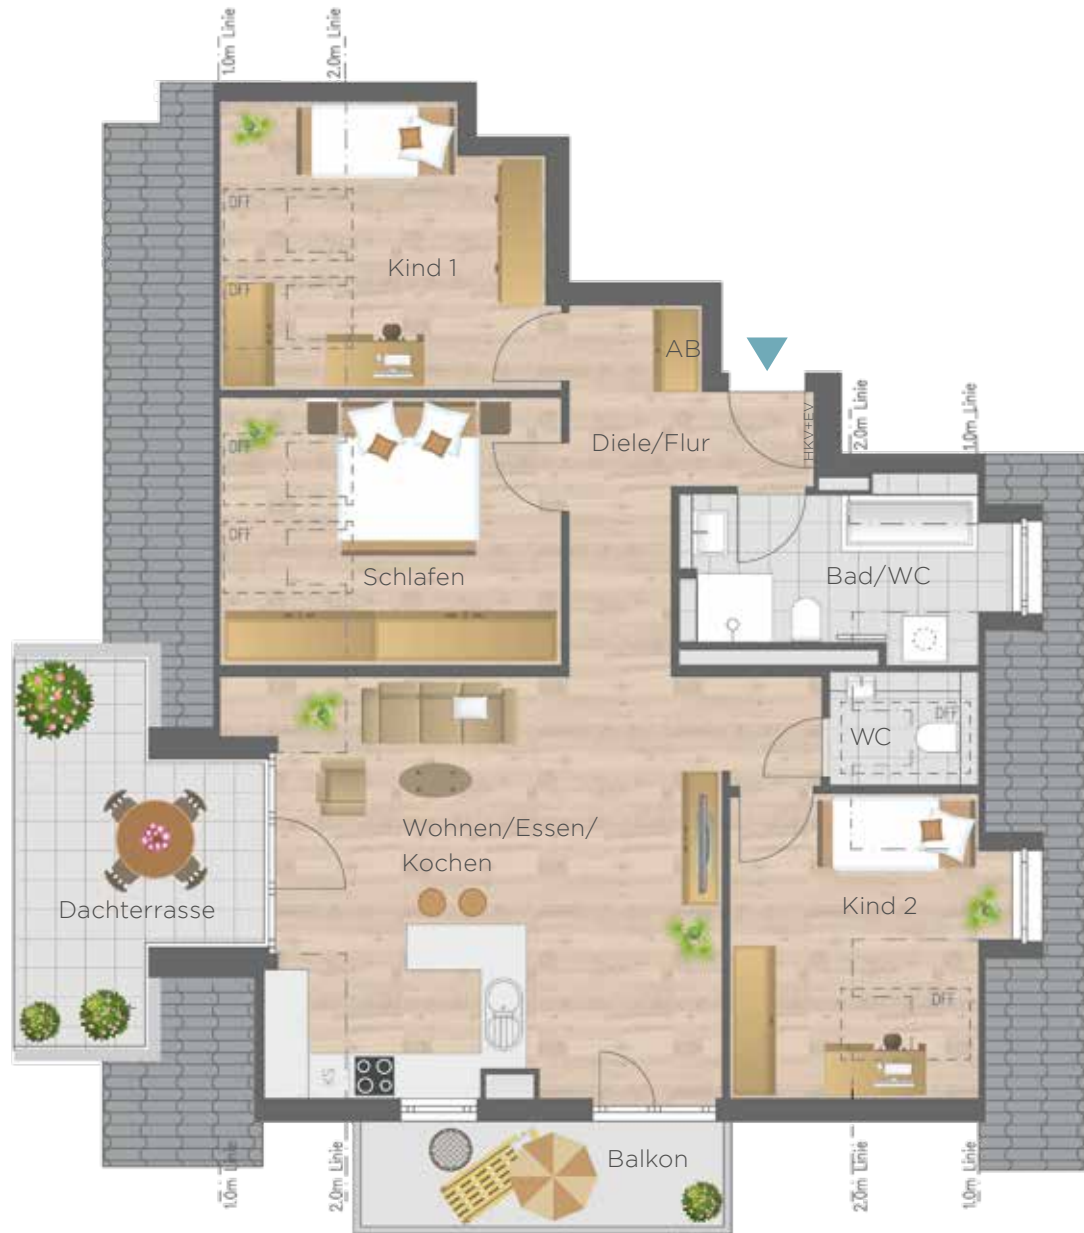 1.0m Linie
2.0m Linie
DFF
Kind 1
DFF
AB
Diele/Flur
HKV+EV
2.0m Linie
1.0m Linie
DFF
DFF
Schlafen
Bad/WC
DFF
WC
Wohnen/Essen/
Kochen
Dachterrasse
Kind 2
DFF
KS
Balkon
1.0m Linie
2.0m Linie
2.0m Linie
1.0m Linie